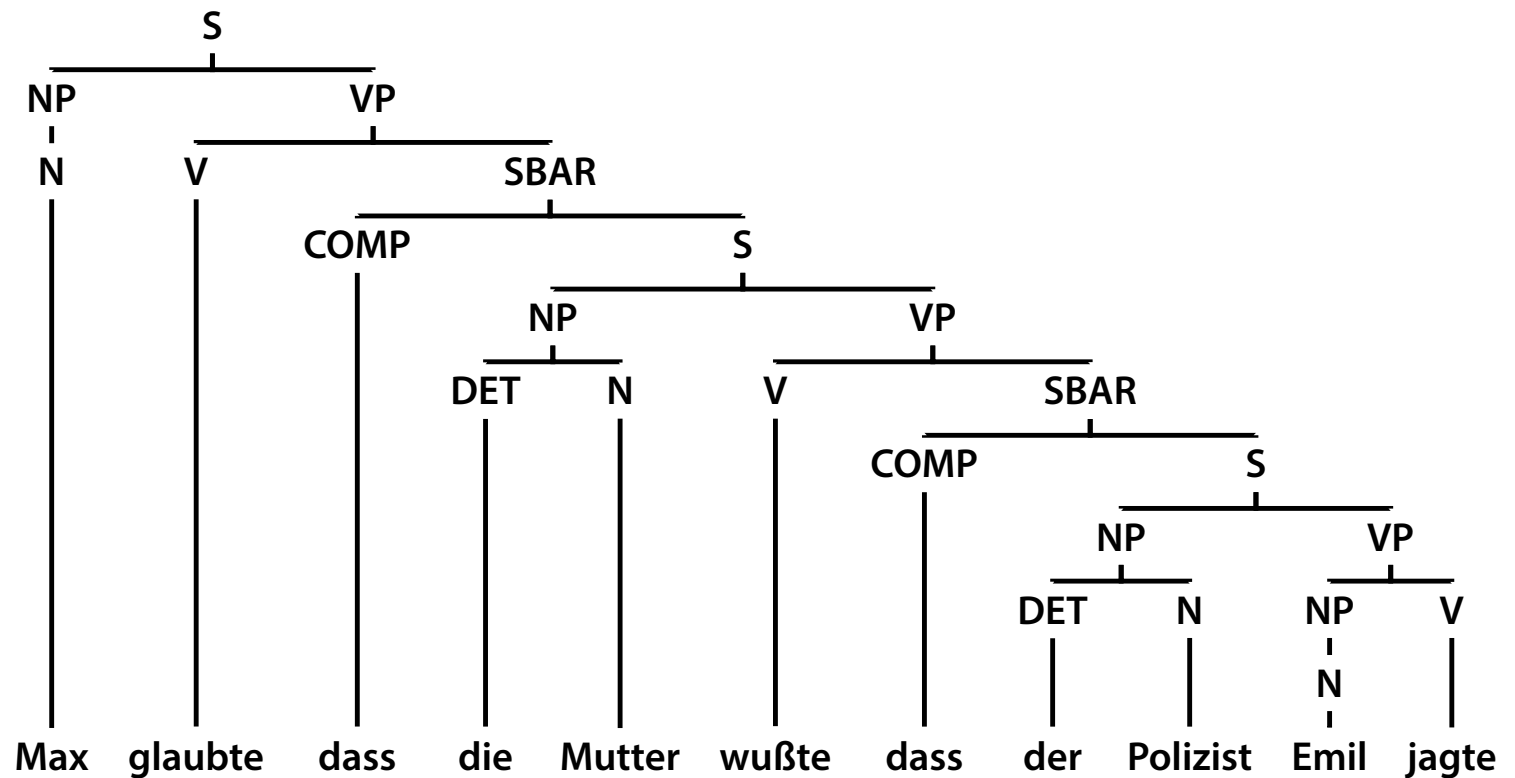 S
NP VP
N V SBAR
COMP S
NP VP
DET N V SBAR
COMP S
NP VP
DET N NP V
N
Max glaubte dass die Mutter wußte dass der Polizist Emil jagte